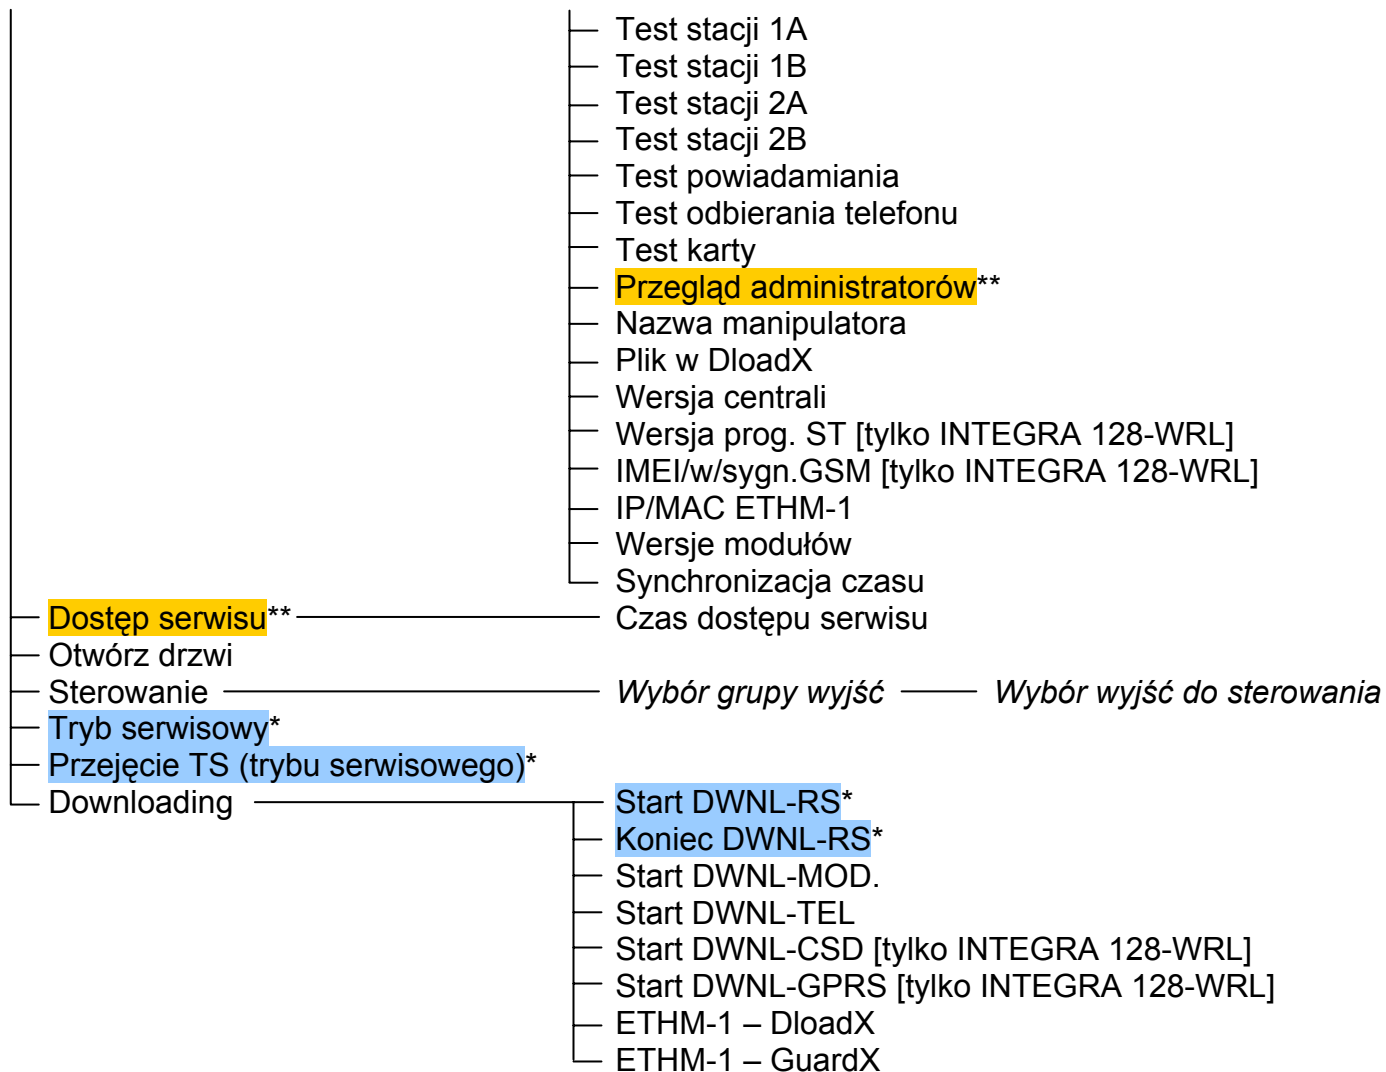 Test stacji 1A
Test stacji 1B
Test stacji 2A
Test stacji 2B
Test powiadamiania
Test odbierania telefonu
Test karty
Przegląd administratorów**
Nazwa manipulatora
Plik w DloadX
Wersja centrali
Wersja prog. ST [tylko INTEGRA 128-WRL]
IMEI/w/sygn.GSM [tylko INTEGRA 128-WRL]
IP/MAC ETHM-1
Wersje modułów
Synchronizacja czasu
Dostęp serwisu** Czas dostępu serwisu
Otwórz drzwi
Sterowanie Wybór grupy wyjść Wybór wyjść do sterowania
Tryb serwisowy*
Przejęcie TS (trybu serwisowego)*
Downloading Start DWNL-RS*
Koniec DWNL-RS*
Start DWNL-MOD.
Start DWNL-TEL
Start DWNL-CSD [tylko INTEGRA 128-WRL]
Start DWNL-GPRS [tylko INTEGRA 128-WRL]
ETHM-1 – DloadX
ETHM-1 – GuardX